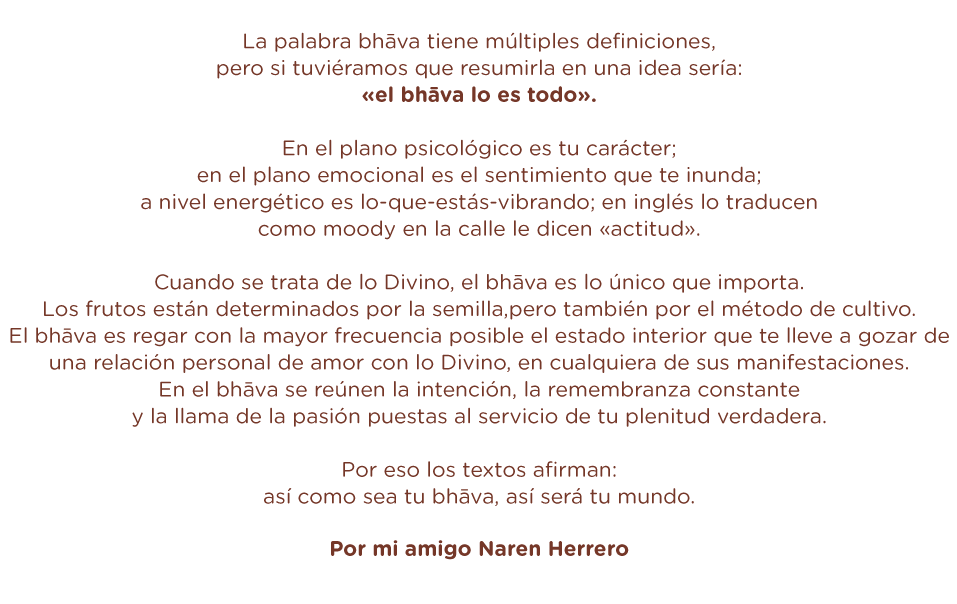 La palabra bhāva tiene múltiples definiciones,
pero si tuviéramos que resumirla en una idea sería:
«el bhāva lo es todo».
En el plano psicológico es tu carácter;
en el plano emocional es el sentimiento que te inunda;
a nivel energético es lo-que-estás-vibrando; en inglés lo traducen
como moody en la calle le dicen «actitud».
Cuando se trata de lo Divino, el bhāva es lo único que importa.
Los frutos están determinados por la semilla,pero también por el método de cultivo.
El bhāva es regar con la mayor frecuencia posible el estado interior que te lleve a gozar de
una relación personal de amor con lo Divino, en cualquiera de sus manifestaciones.
En el bhāva se reúnen la intención, la remembranza constante
y la llama de la pasión puestas al servicio de tu plenitud verdadera.
Por eso los textos afirman:
así como sea tu bhāva, así será tu mundo.
Por mi amigo Naren Herrero